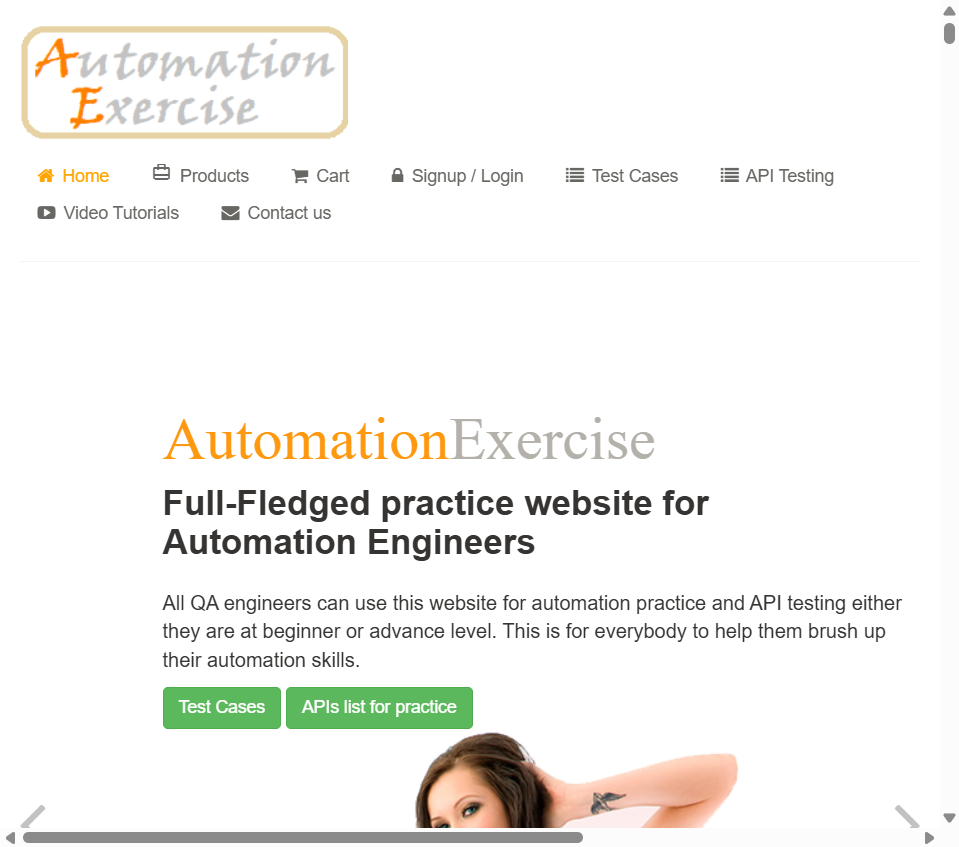 Automation
Exercise
Home Products Cart Signup / Login Test Cases API Testing
Video Tutorials Contact us
AutomationExercise
Full-Fledged practice website for
Automation Engineers
All QA engineers can use this website for automation practice and API testing either
they are at beginner or advance level. This is for everybody to help them brush up
their automation skills.
Test Cases APIs list for practice